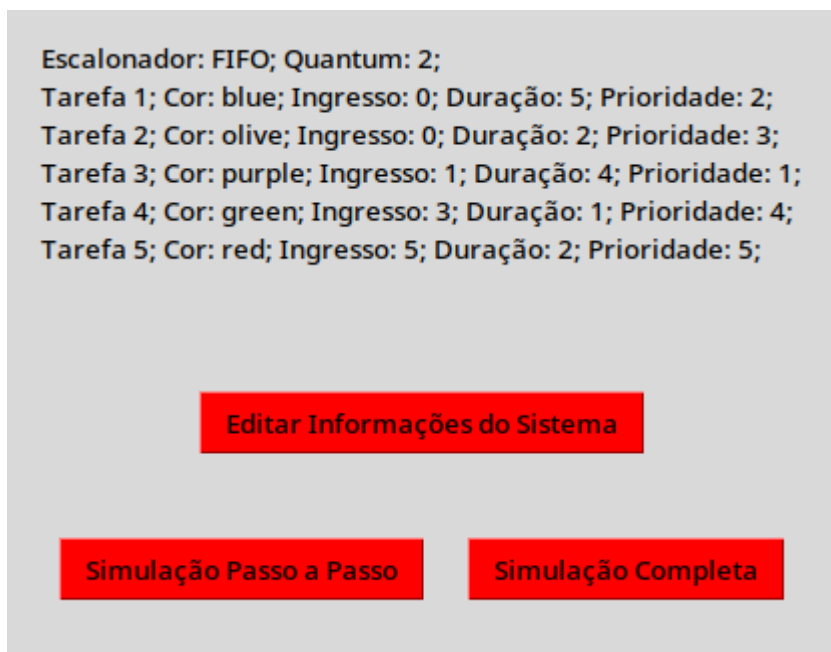 Escalonador: FIFO; Quantum: 2;
Tarefa 1; Cor: blue; Ingresso: 0; Duração: 5; Prioridade: 2;
Tarefa 2; Cor: olive; Ingresso: 0; Duração: 2; Prioridade: 3;
Tarefa 3; Cor: purple; Ingresso: 1; Duração: 4; Prioridade: 1;
Tarefa 4; Cor: green; Ingresso: 3; Duração: 1; Prioridade: 4;
Tarefa 5; Cor: red; Ingresso: 5; Duração: 2; Prioridade: 5;
Editar Informações do Sistema
Simulação Passo a Passo
Simulação Completa